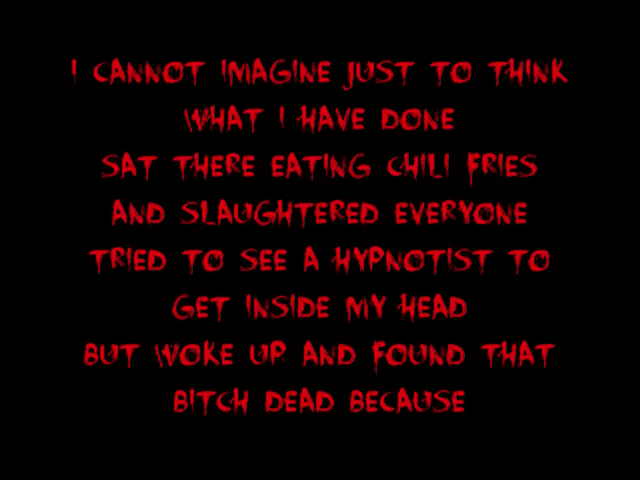 I CANNOT IMAGINE JUST TO THINK
WHAT I HAVE DONE
SAT THERE EATING CHILI FRIES
AND SLAUGHTERED EVERYONE
TRIED TO SEE A HYPNOTIST TO
GET INSIDE MY HEAD
BUT WOKE UP AND FOUND THAT
BITCH DEAD BECAUSE